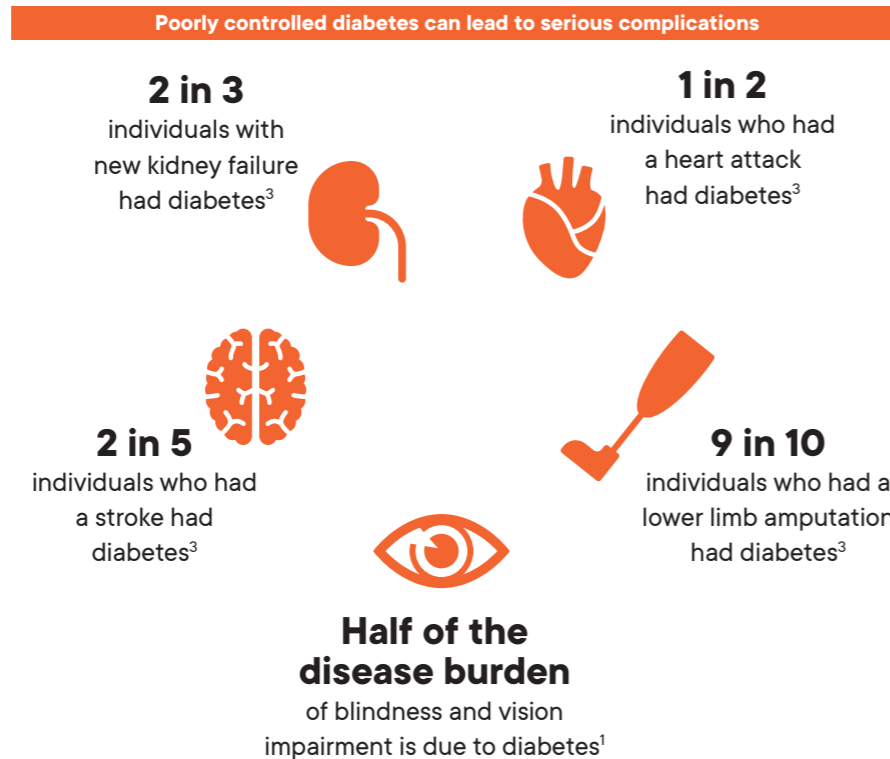 Poorly controlled diabetes can lead to serious complications
2 in 3
individuals with
new kidney failure
had diabetes³
1 in 2
individuals who had
a heart attack
had diabetes³
2 in 5
individuals who had
a stroke had
diabetes³
9 in 10
individuals who had a
lower limb amputation
had diabetes³
Half of the
disease burden
of blindness and vision
impairment is due to diabetes¹